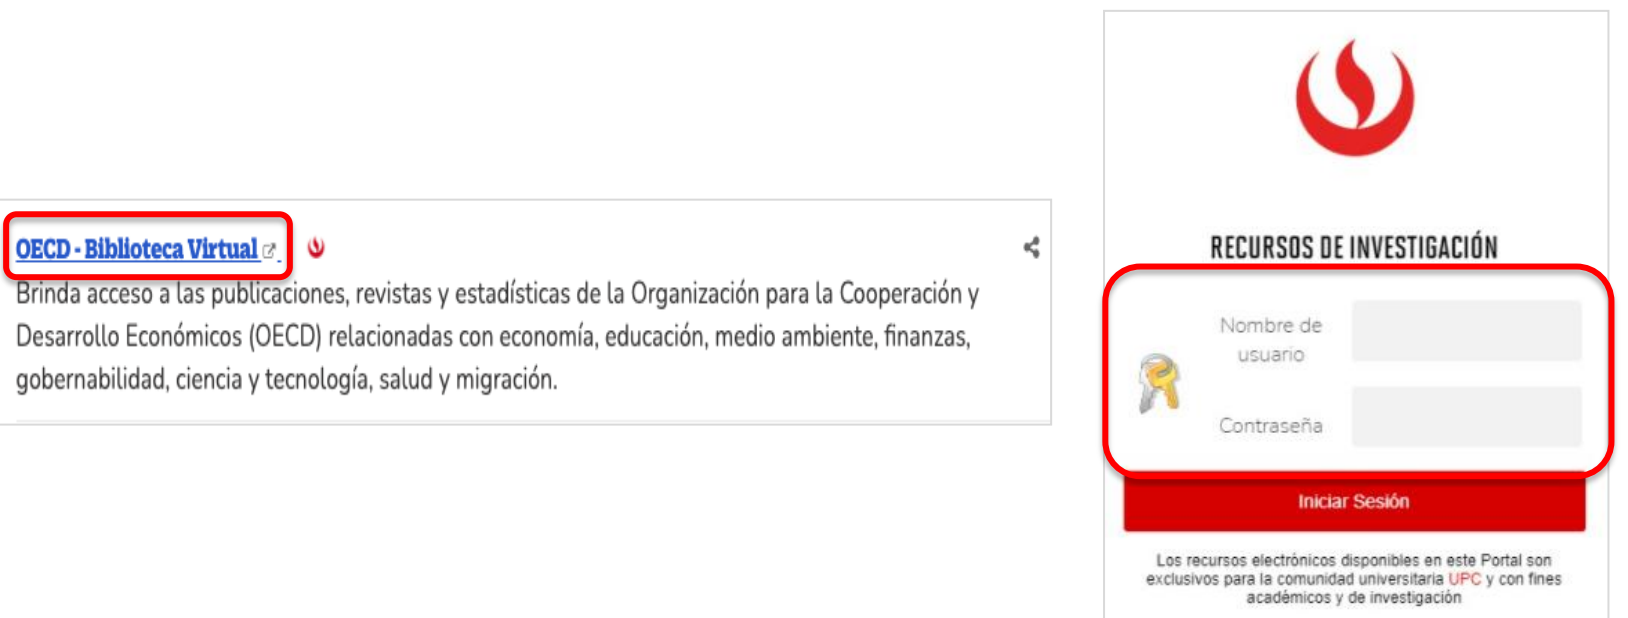 OECD - Biblioteca Virtual
Brinda acceso a las publicaciones, revistas y estadísticas de la Organización para la Cooperación y
Desarrollo Económicos (OECD) relacionadas con economía, educación, medio ambiente, finanzas,
gobernabilidad, ciencia y tecnología, salud y migración.
RECURSOS DE INVESTIGACIÓN
Nombre de
usuario
Contraseña
Iniciar Sesión
Los recursos electrónicos disponibles en este Portal son
exclusivos para la comunidad universitaria UPC y con fines
académicos y de investigación